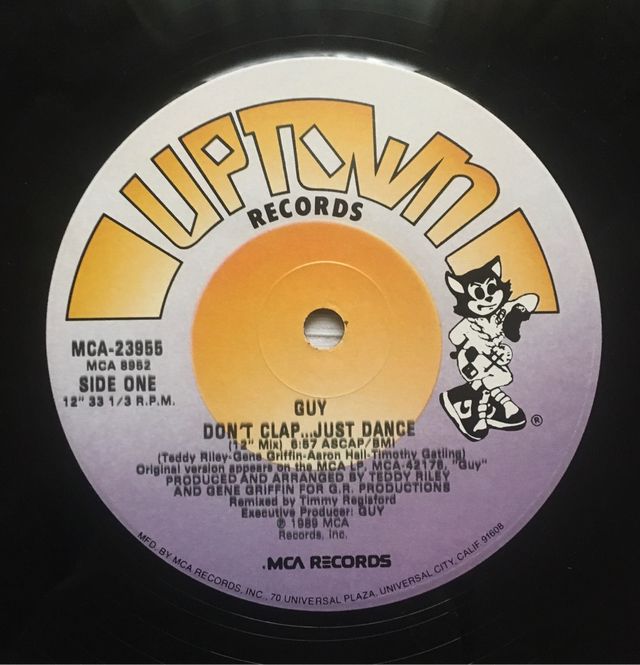 UPTOWN
RECORDS
MCA-23955
MCA 8952
SIDE ONE
12" 33 1/3 R.P.M.
®
GUY
DON'T CLAP...JUST DANCE
(12" Mix) 6:57 ASCAP/BMI
(Teddy Riley-Gene Griffin-Aaron Hall-Timothy Gatling)
Original version appears on the MCA LP, MCA-42176, "Guy"
PRODUCED AND ARRANGED BY TEDDY RILEY
AND GENE GRIFFIN FOR G.R. PRODUCTIONS
Remixed by Timmy Regisford
Executive Producer: GUY
℗ 1989 MCA
Records, Inc.
.MCA RECORDS
MFD. BY MCA RECORDS, INC., 70 UNIVERSAL PLAZA, UNIVERSAL CITY, CALIF 91608